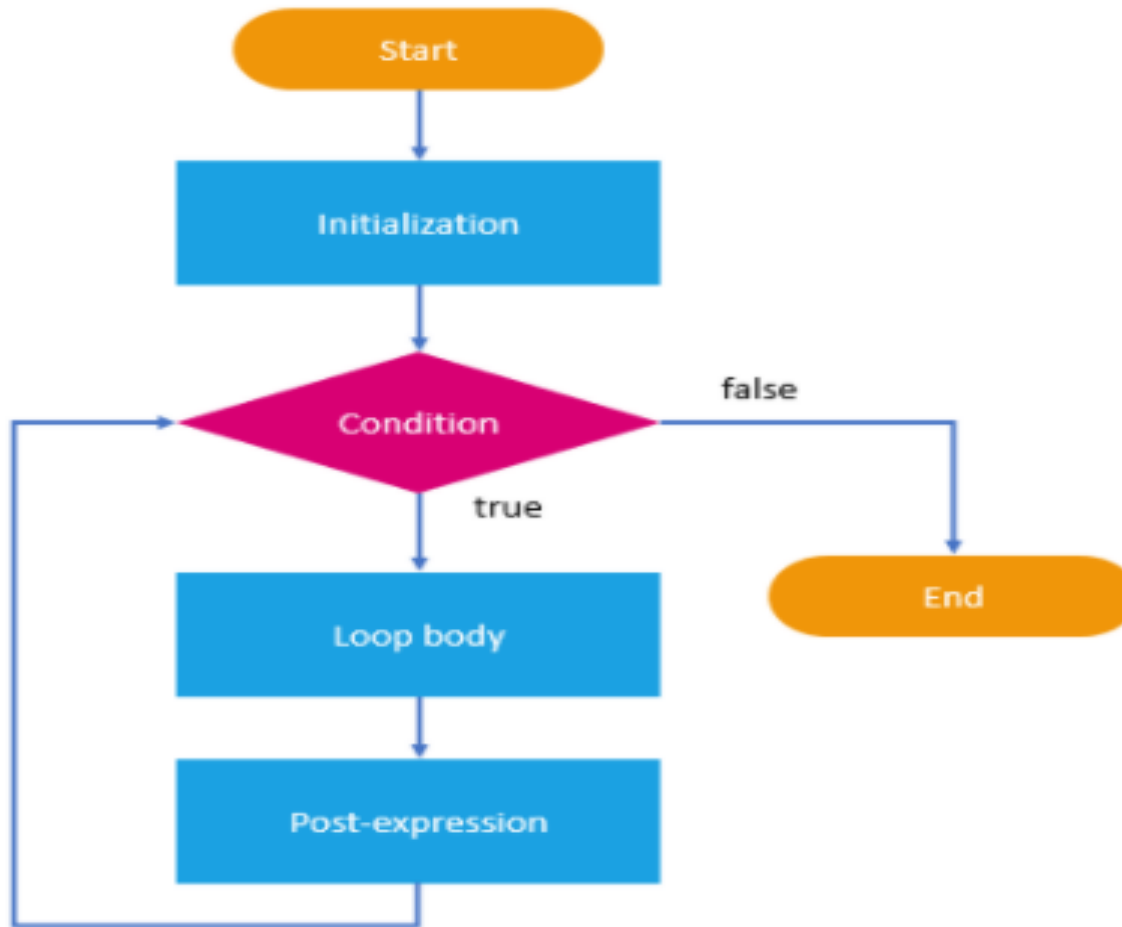 Start
Initialization
Condition
false
true
Loop body
End
Post-expression